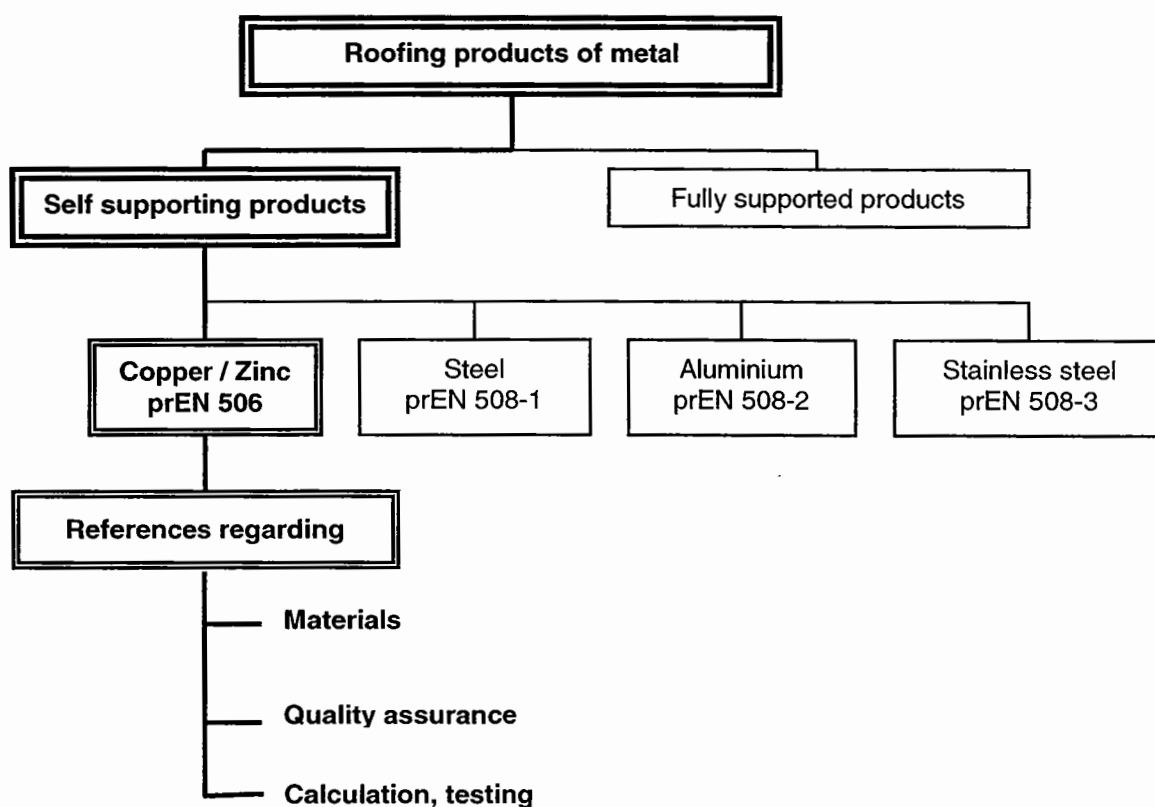 Roofing products of metal
Self supporting products
Fully supported products
Copper / Zinc
prEN 506
Steel
prEN 508-1
Aluminium
prEN 508-2
Stainless steel
prEN 508-3
References regarding
Materials
Quality assurance
Calculation, testing